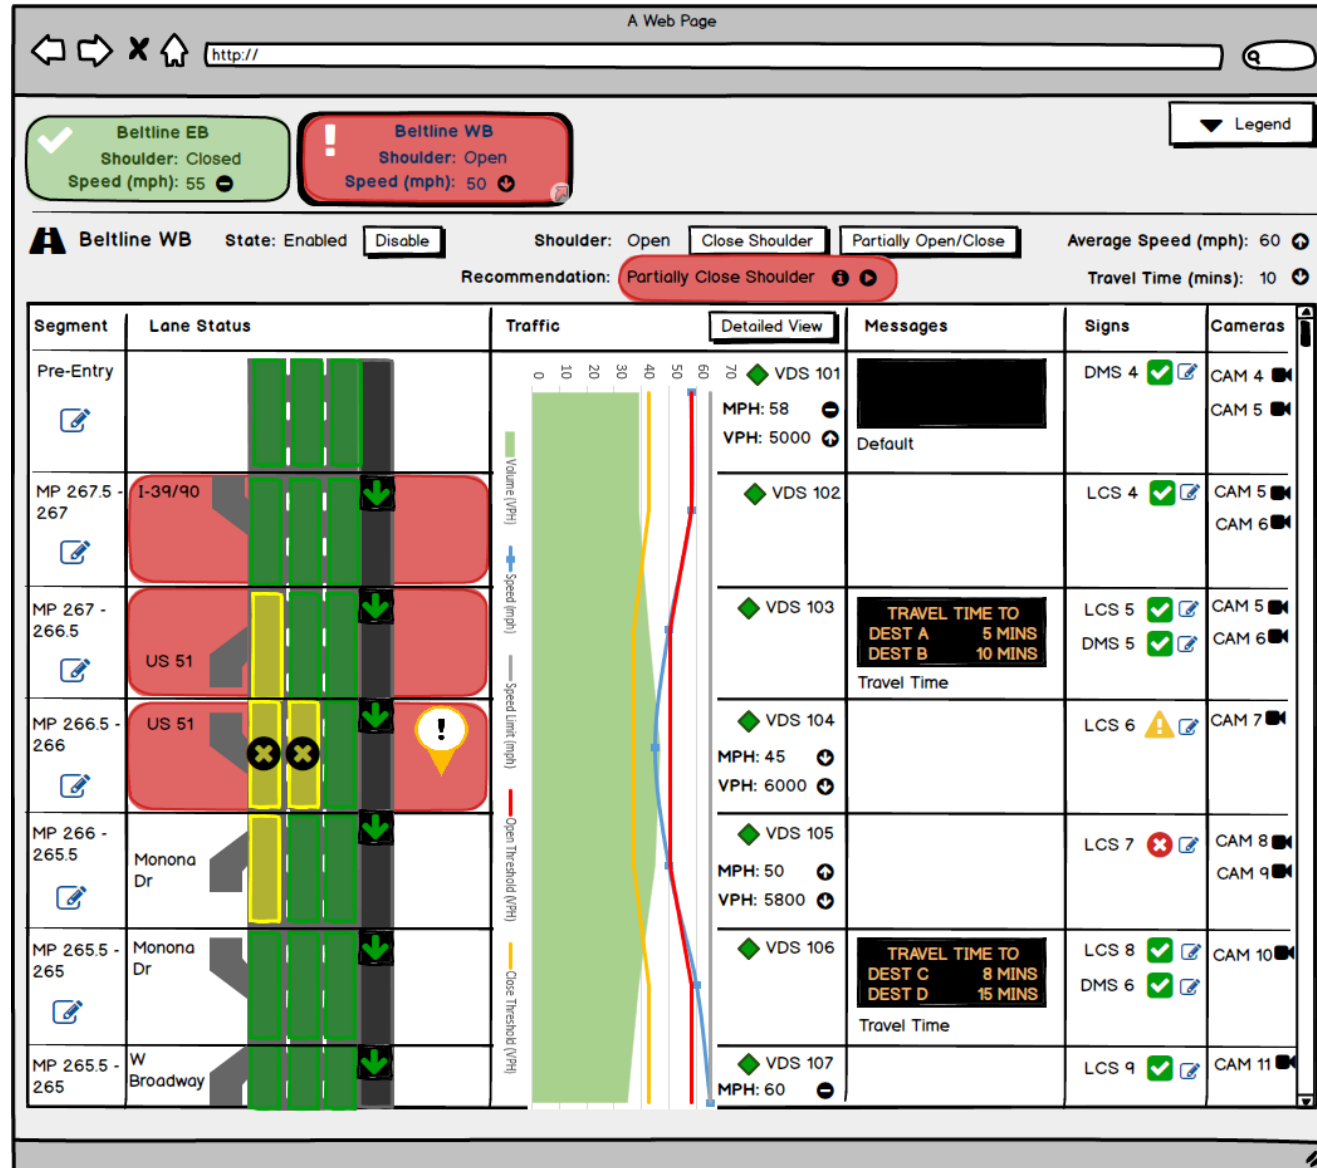 A Web Page
http://
Beltline EB
Shoulder: Closed
Speed (mph): 55
Beltline WB
Shoulder: Open
Speed (mph): 50
Legend
Beltline WB
State: Enabled
Disable
Shoulder: Open
Close Shoulder
Partially Open/Close
Average Speed (mph): 60
Recommendation:
Partially Close Shoulder
Travel Time (mins): 10
Segment
Lane Status
Traffic
Detailed View
Messages
Signs
Cameras
0 10 20 30 40 50 60 70
Volume (VPH)
Speed (mph)
Speed Limit (mph)
Open Threshold (VPH)
Close Threshold (VPH)
Pre-Entry
VDS 101
MPH: 58
VPH: 5000
Default
DMS 4
CAM 4
CAM 5
MP 267.5 -
267
I-39/90
VDS 102
LCS 4
CAM 5
CAM 6
MP 267 -
266.5
US 51
VDS 103
TRAVEL TIME TO
DEST A 5 MINS
DEST B 10 MINS
Travel Time
LCS 5
DMS 5
CAM 5
CAM 6
MP 266.5 -
266
US 51
VDS 104
MPH: 45
VPH: 6000
LCS 6
CAM 7
MP 266 -
265.5
Monona
Dr
VDS 105
MPH: 50
VPH: 5800
LCS 7
CAM 8
CAM 9
MP 265.5 -
265
Monona
Dr
VDS 106
TRAVEL TIME TO
DEST C 8 MINS
DEST D 15 MINS
Travel Time
LCS 8
DMS 6
CAM 10
MP 265.5 -
265
W
Broadway
VDS 107
MPH: 60
LCS 9
CAM 11